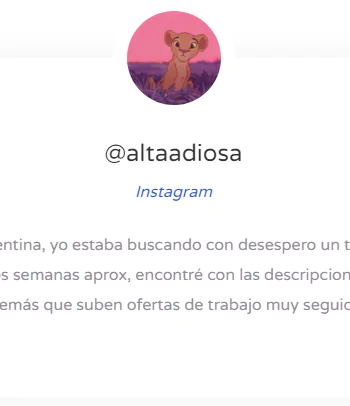 @altaadiosa
Instagram
entina, yo estaba buscando con desespero un t
s semanas aprox, encontré con las descripcion
emás que suben ofertas de trabajo muy seguid